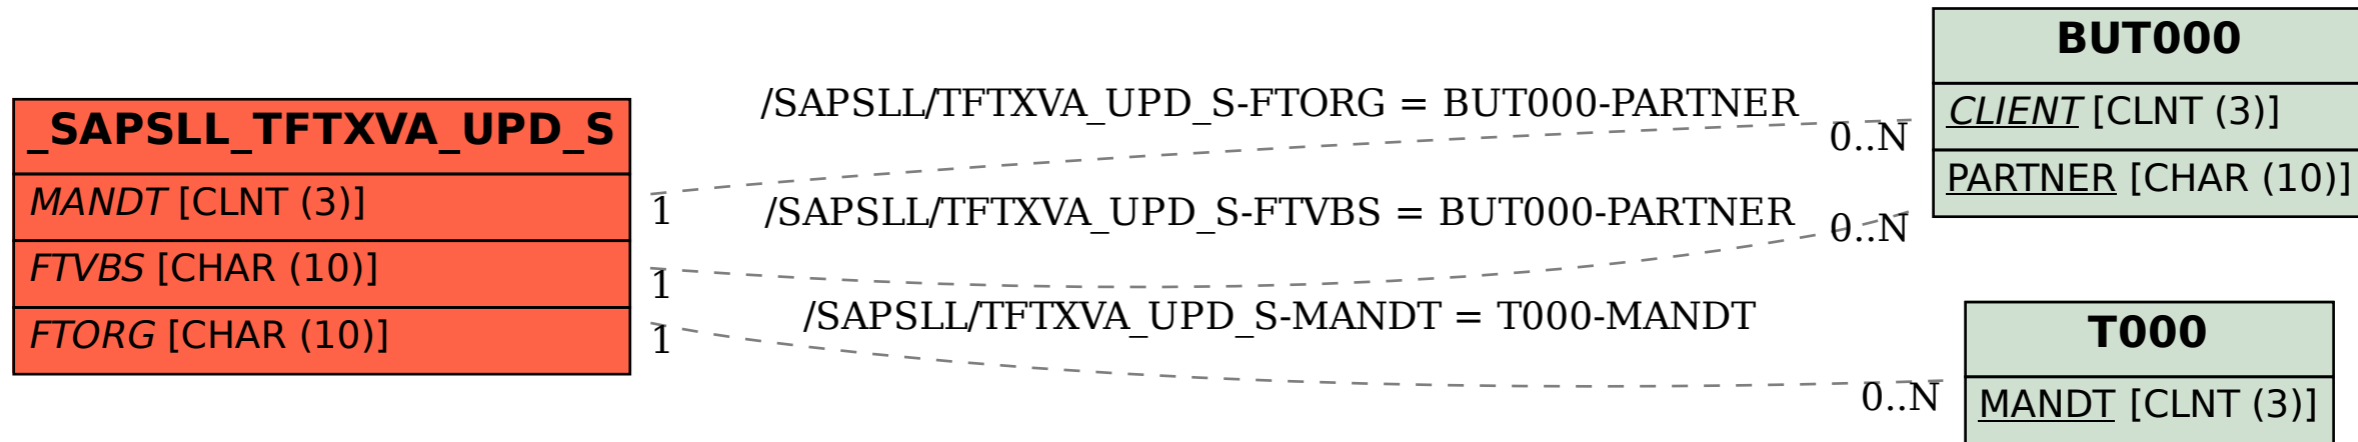 _SAPSLL_TFTXVA_UPD_S
MANDT [CLNT (3)]
FTVBS [CHAR (10)]
FTORG [CHAR (10)]
/SAPSLL/TFTXVA_UPD_S-FTORG = BUT000-PARTNER
1
0..N
/SAPSLL/TFTXVA_UPD_S-FTVBS = BUT000-PARTNER
1
0..N
/SAPSLL/TFTXVA_UPD_S-MANDT = T000-MANDT
1
0..N
BUT000
CLIENT [CLNT (3)]
PARTNER [CHAR (10)]
T000
MANDT [CLNT (3)]